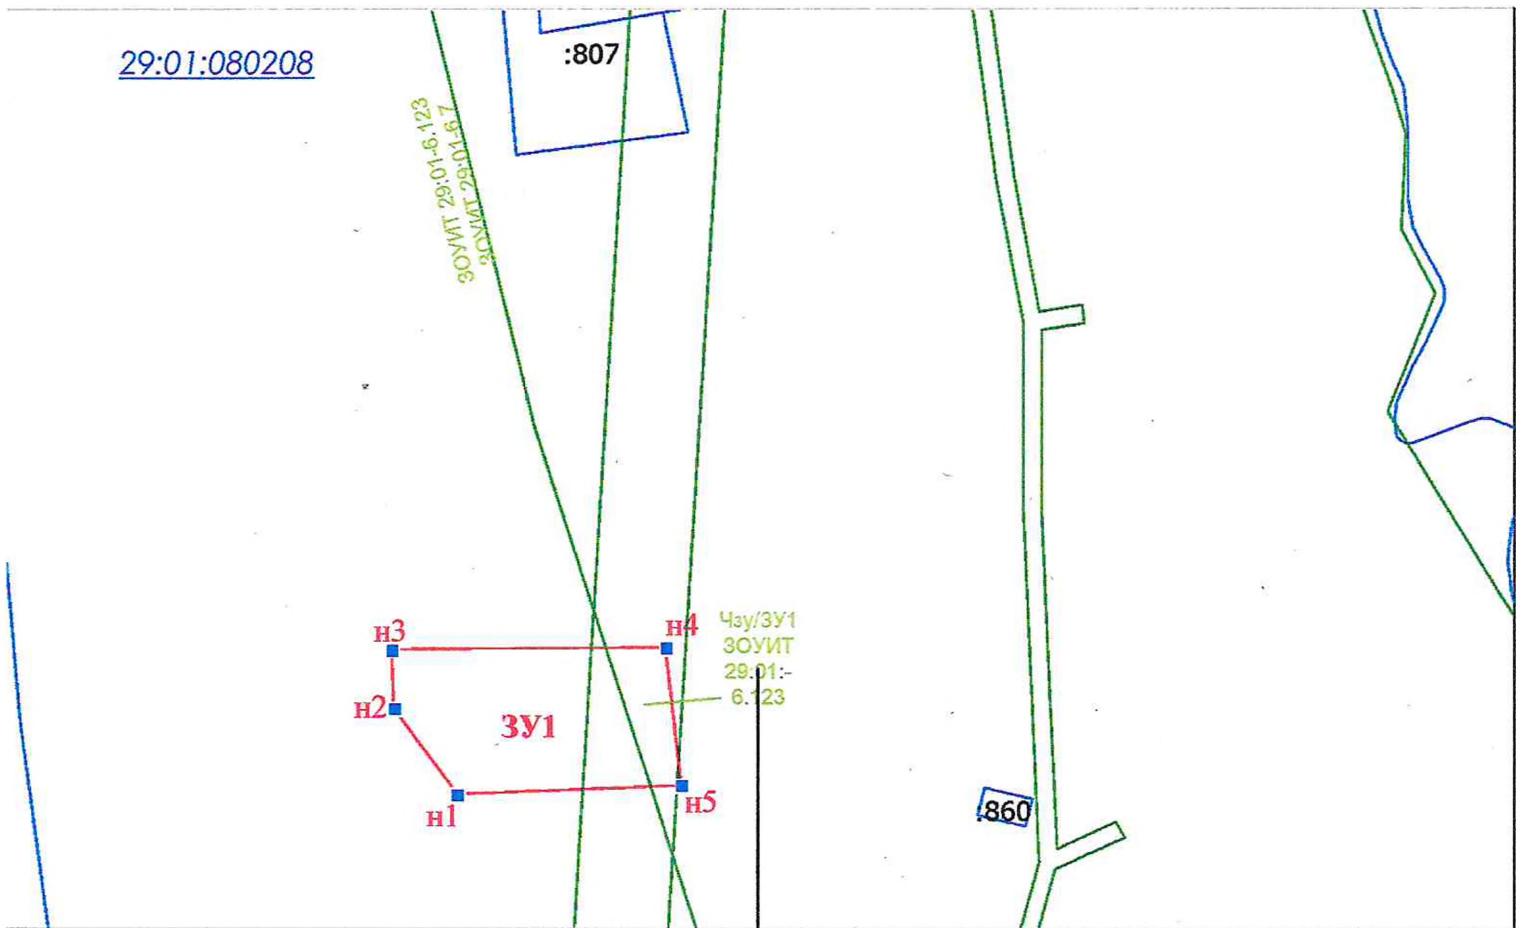 29:01:080208
:807
ЗОУИТ 29:01-6.123
ЗОУИТ 29:01-6.7
н3
н4
Чзу/ЗУ1
ЗОУИТ
29:01:-
6.123
н2
ЗУ1
н1
н5
:860